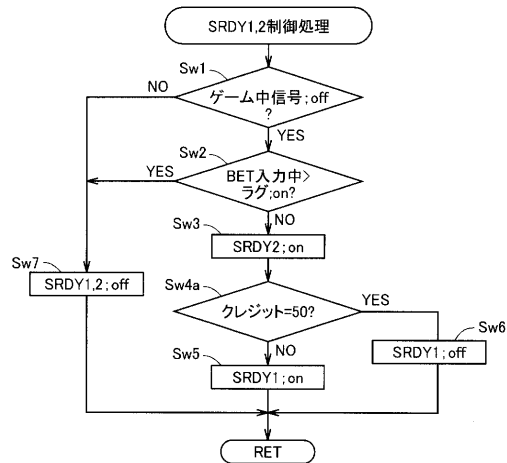 SRDY1,2制御処理
Sw1
NO
ゲーム中信号;off
?
YES
Sw2
YES
BET入力中>
ラグ;on?
NO
Sw3
SRDY2;on
Sw7
SRDY1,2;off
Sw4a
クレジット=50?
YES
Sw6
SRDY1;off
NO
Sw5
SRDY1;on
RET